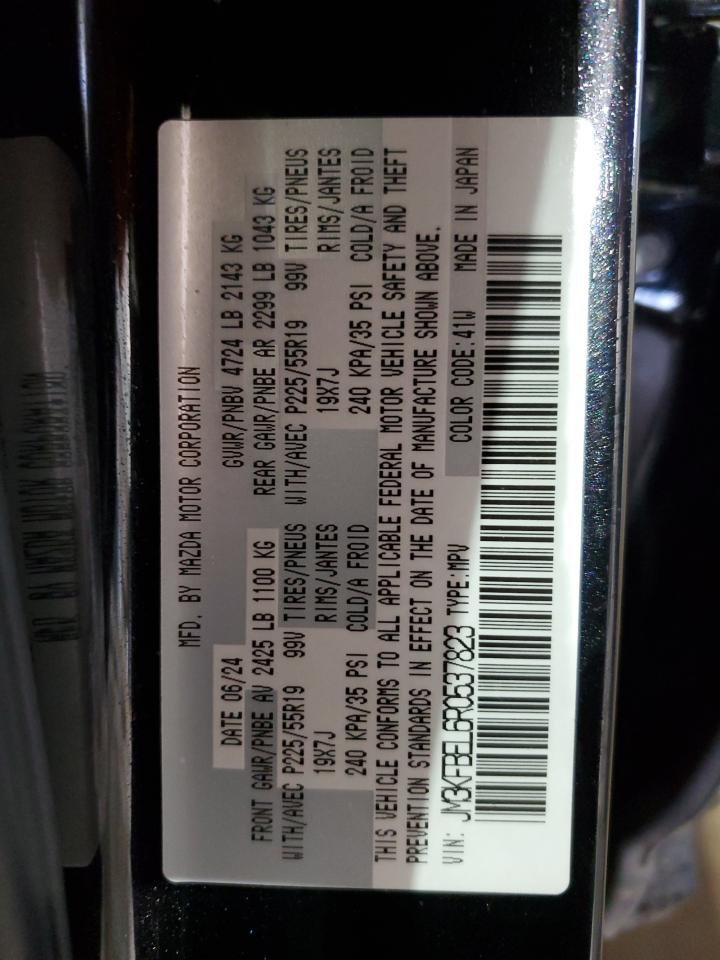 MFD. BY MAZDA MOTOR CORPORATION
DATE 06/24 GVWR/PNBV 4724 LB 2143 KG
FRONT GAWR/PNBE AV 2425 LB 1100 KG REAR GAWR/PNBE AR 2299 LB 1043 KG
WITH/AVEC P225/55R19 99V TIRES/PNEUS WITH/AVEC P225/55R19 99V TIRES/PNEUS
19X7J RIMS/JANTES 19X7J RIMS/JANTES
240 KPA/35 PSI COLD/A FROID 240 KPA/35 PSI COLD/A FROID
THIS VEHICLE CONFORMS TO ALL APPLICABLE FEDERAL MOTOR VEHICLE SAFETY AND THEFT
PREVENTION STANDARDS IN EFFECT ON THE DATE OF MANUFACTURE SHOWN ABOVE.
VIN: JM3KFBEL6R0537823 TYPE:MPV COLOR CODE:41W MADE IN JAPAN